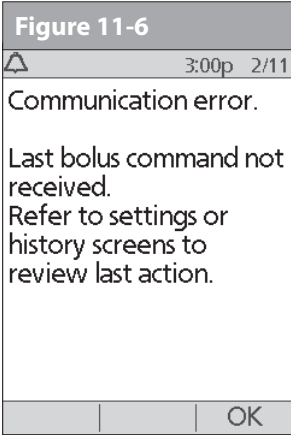 Figure 11-6
3:00p 2/11
Communication error.
Last bolus command not
received.
Refer to settings or
history screens to
review last action.
OK